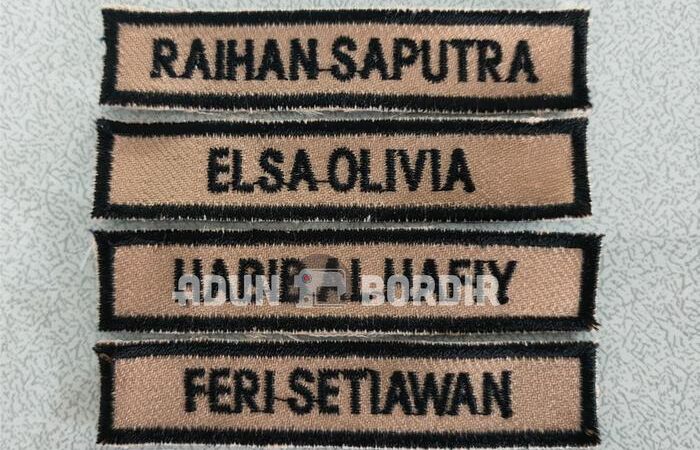 RAIHAN SAPUTRA
ELSA OLIVIA
ADUN BORDIR
FERI SETIAWAN